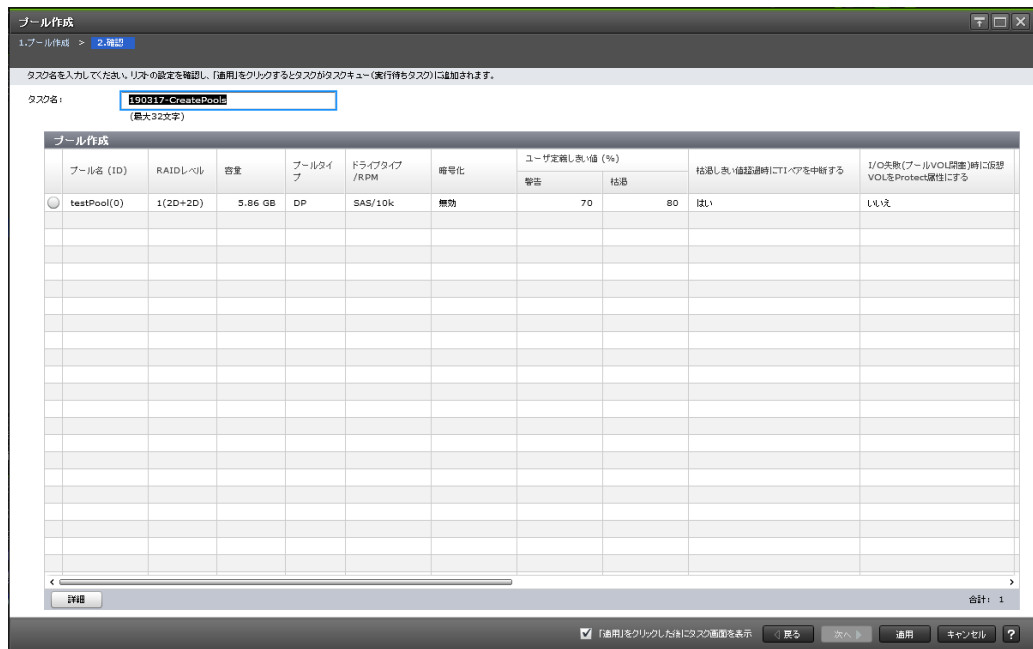 プール作成
1.プール作成 > 2.確認
タスク名を入力してください。リストの設定を確認し、「適用」をクリックするとタスクがタスクキュー(実行待ちタスク)に追加されます。
タスク名: 190317-CreatePools
(最大32文字)
プール作成
プール名 (ID) RAIDレベル 容量 プールタイプ ドライブタイプ/RPM 暗号化 ユーザ定義しきい値 (%) 警告 枯渇 枯渇しきい値超過時にTIペアを中断する I/O失敗(プールVOL閉塞)時に仮想VOLをProtect属性にする
testPool(0) 1(2D+2D) 5.86 GB DP SAS/10k 無効 70 80 はい いいえ
詳細 合計: 1
「適用」をクリックした後にタスク画面を表示 戻る 次へ 適用 キャンセル ?